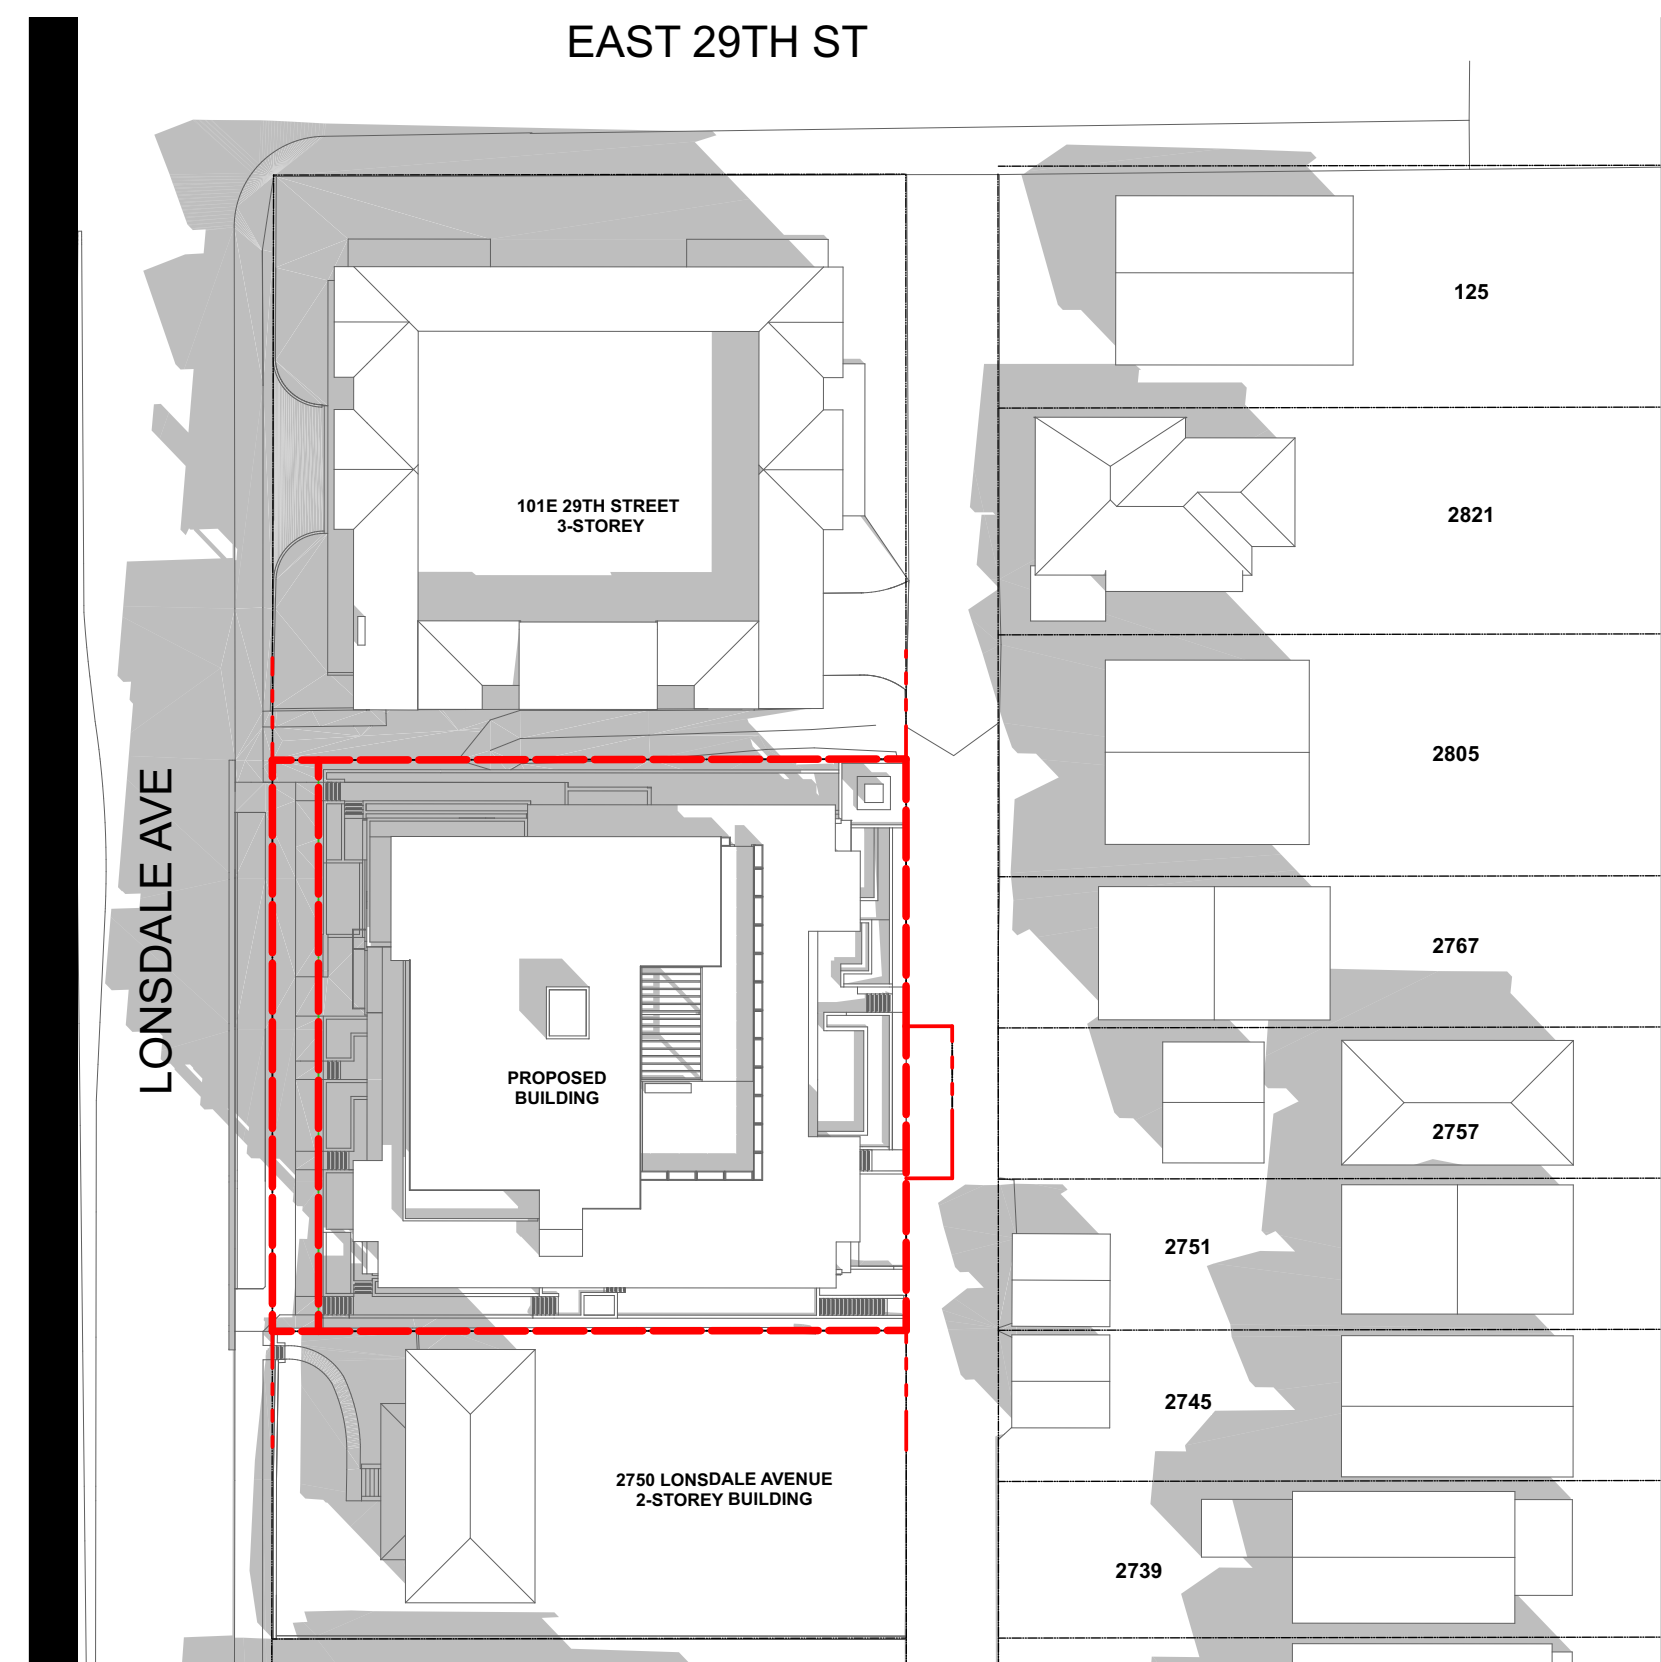 EAST 29TH ST
125
101E 29TH STREET
3-STOREY
2821
2805
LONSDALE AVE
2767
PROPOSED
BUILDING
2757
2751
2745
2750 LONSDALE AVENUE
2-STOREY BUILDING
2739